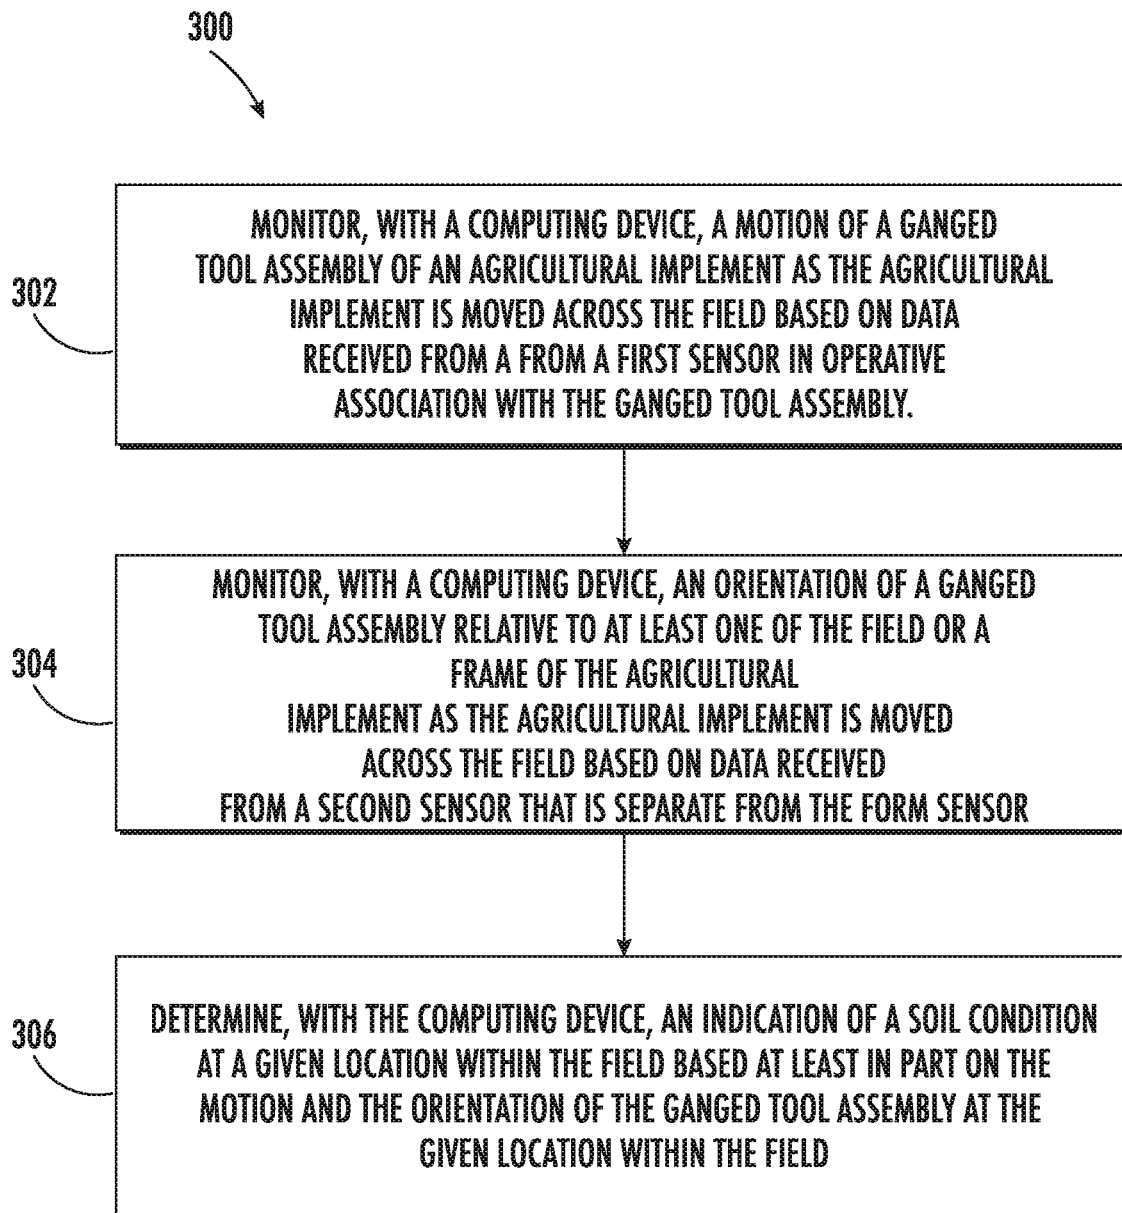 300
302
MONITOR, WITH A COMPUTING DEVICE, A MOTION OF A GANGED
TOOL ASSEMBLY OF AN AGRICULTURAL IMPLEMENT AS THE AGRICULTURAL
IMPLEMENT IS MOVED ACROSS THE FIELD BASED ON DATA
RECEIVED FROM A FROM A FIRST SENSOR IN OPERATIVE
ASSOCIATION WITH THE GANGED TOOL ASSEMBLY.
304
MONITOR, WITH A COMPUTING DEVICE, AN ORIENTATION OF A GANGED
TOOL ASSEMBLY RELATIVE TO AT LEAST ONE OF THE FIELD OR A
FRAME OF THE AGRICULTURAL
IMPLEMENT AS THE AGRICULTURAL IMPLEMENT IS MOVED
ACROSS THE FIELD BASED ON DATA RECEIVED
FROM A SECOND SENSOR THAT IS SEPARATE FROM THE FORM SENSOR
306
DETERMINE, WITH THE COMPUTING DEVICE, AN INDICATION OF A SOIL CONDITION
AT A GIVEN LOCATION WITHIN THE FIELD BASED AT LEAST IN PART ON THE
MOTION AND THE ORIENTATION OF THE GANGED TOOL ASSEMBLY AT THE
GIVEN LOCATION WITHIN THE FIELD